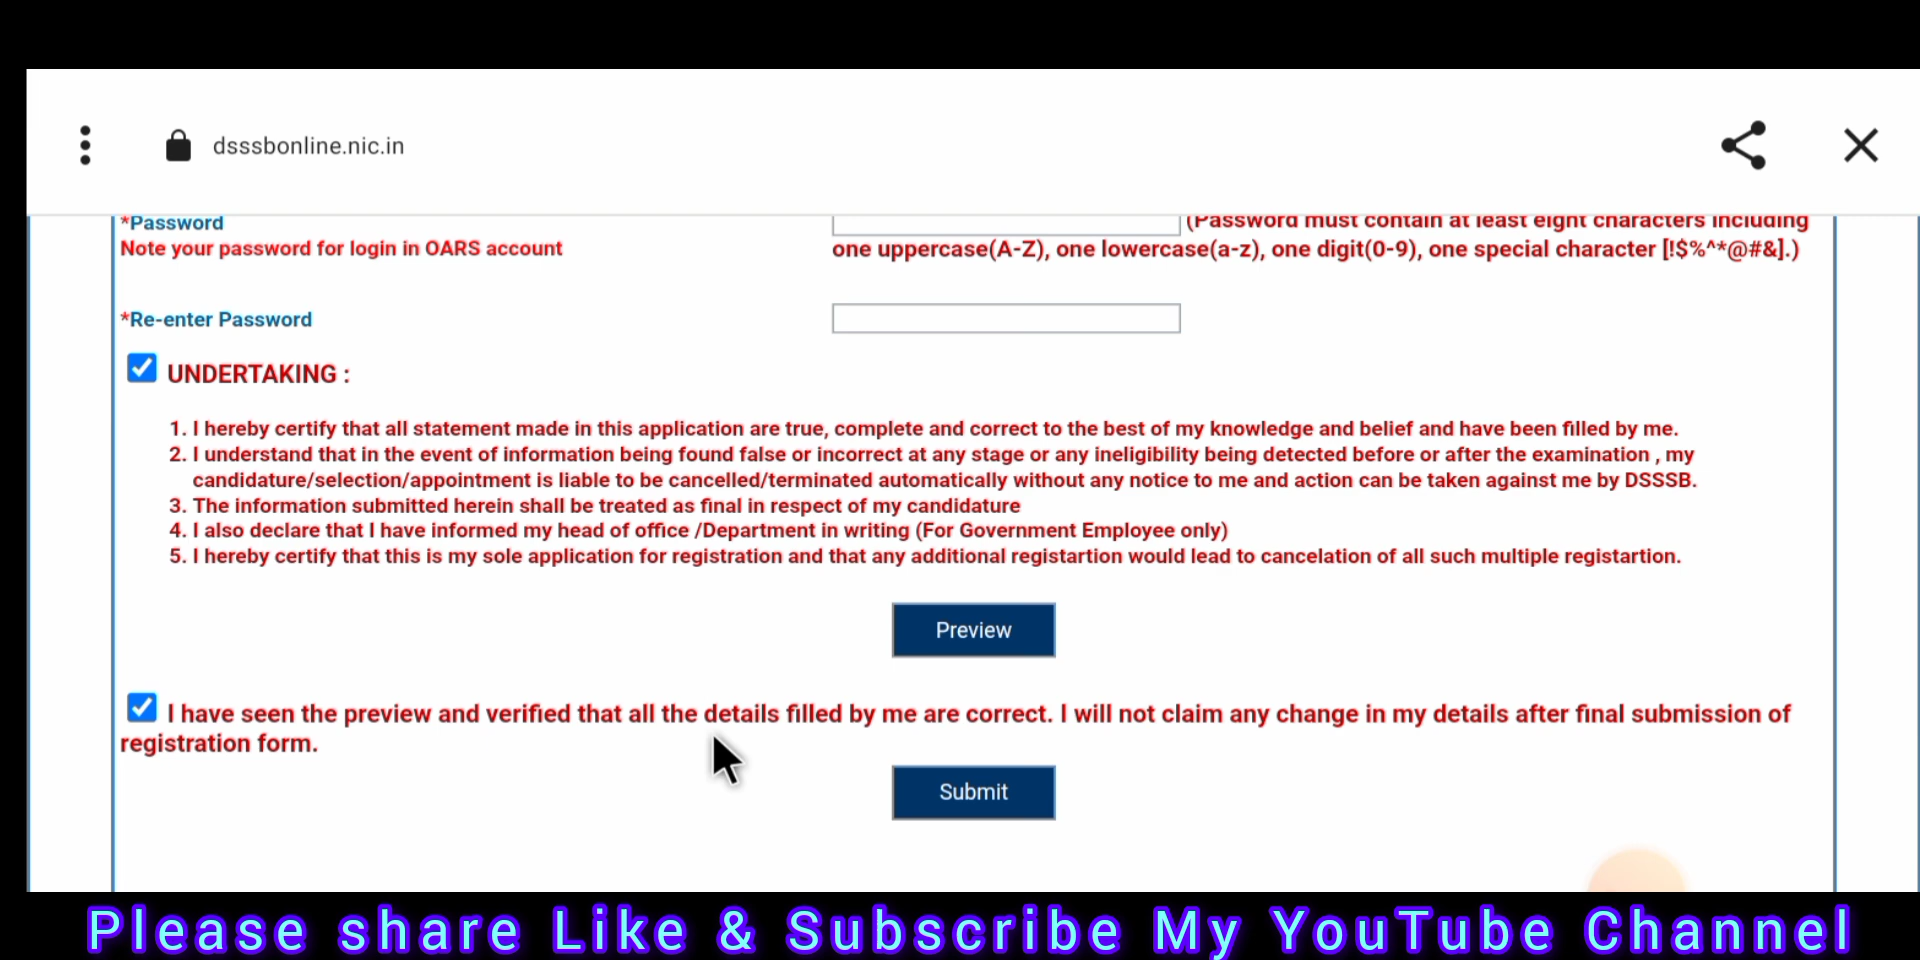 dsssbonline.nic.in
*Password
(Password must contain at least eight characters including
Note your password for login in OARS account
one uppercase(A-Z), one lowercase(a-z), one digit(0-9), one special character [!$%^*@#&].)
*Re-enter Password
UNDERTAKING :
1. I hereby certify that all statement made in this application are true, complete and correct to the best of my knowledge and belief and have been filled by me.
2. I understand that in the event of information being found false or incorrect at any stage or any ineligibility being detected before or after the examination , my
candidature/selection/appointment is liable to be cancelled/terminated automatically without any notice to me and action can be taken against me by DSSSB.
3. The information submitted herein shall be treated as final in respect of my candidature
4. I also declare that I have informed my head of office /Department in writing (For Government Employee only)
5. I hereby certify that this is my sole application for registration and that any additional registartion would lead to cancelation of all such multiple registartion.
Preview
I have seen the preview and verified that all the details filled by me are correct. I will not claim any change in my details after final submission of
registration form.
Submit
Please share Like & Subscribe My YouTube Channel